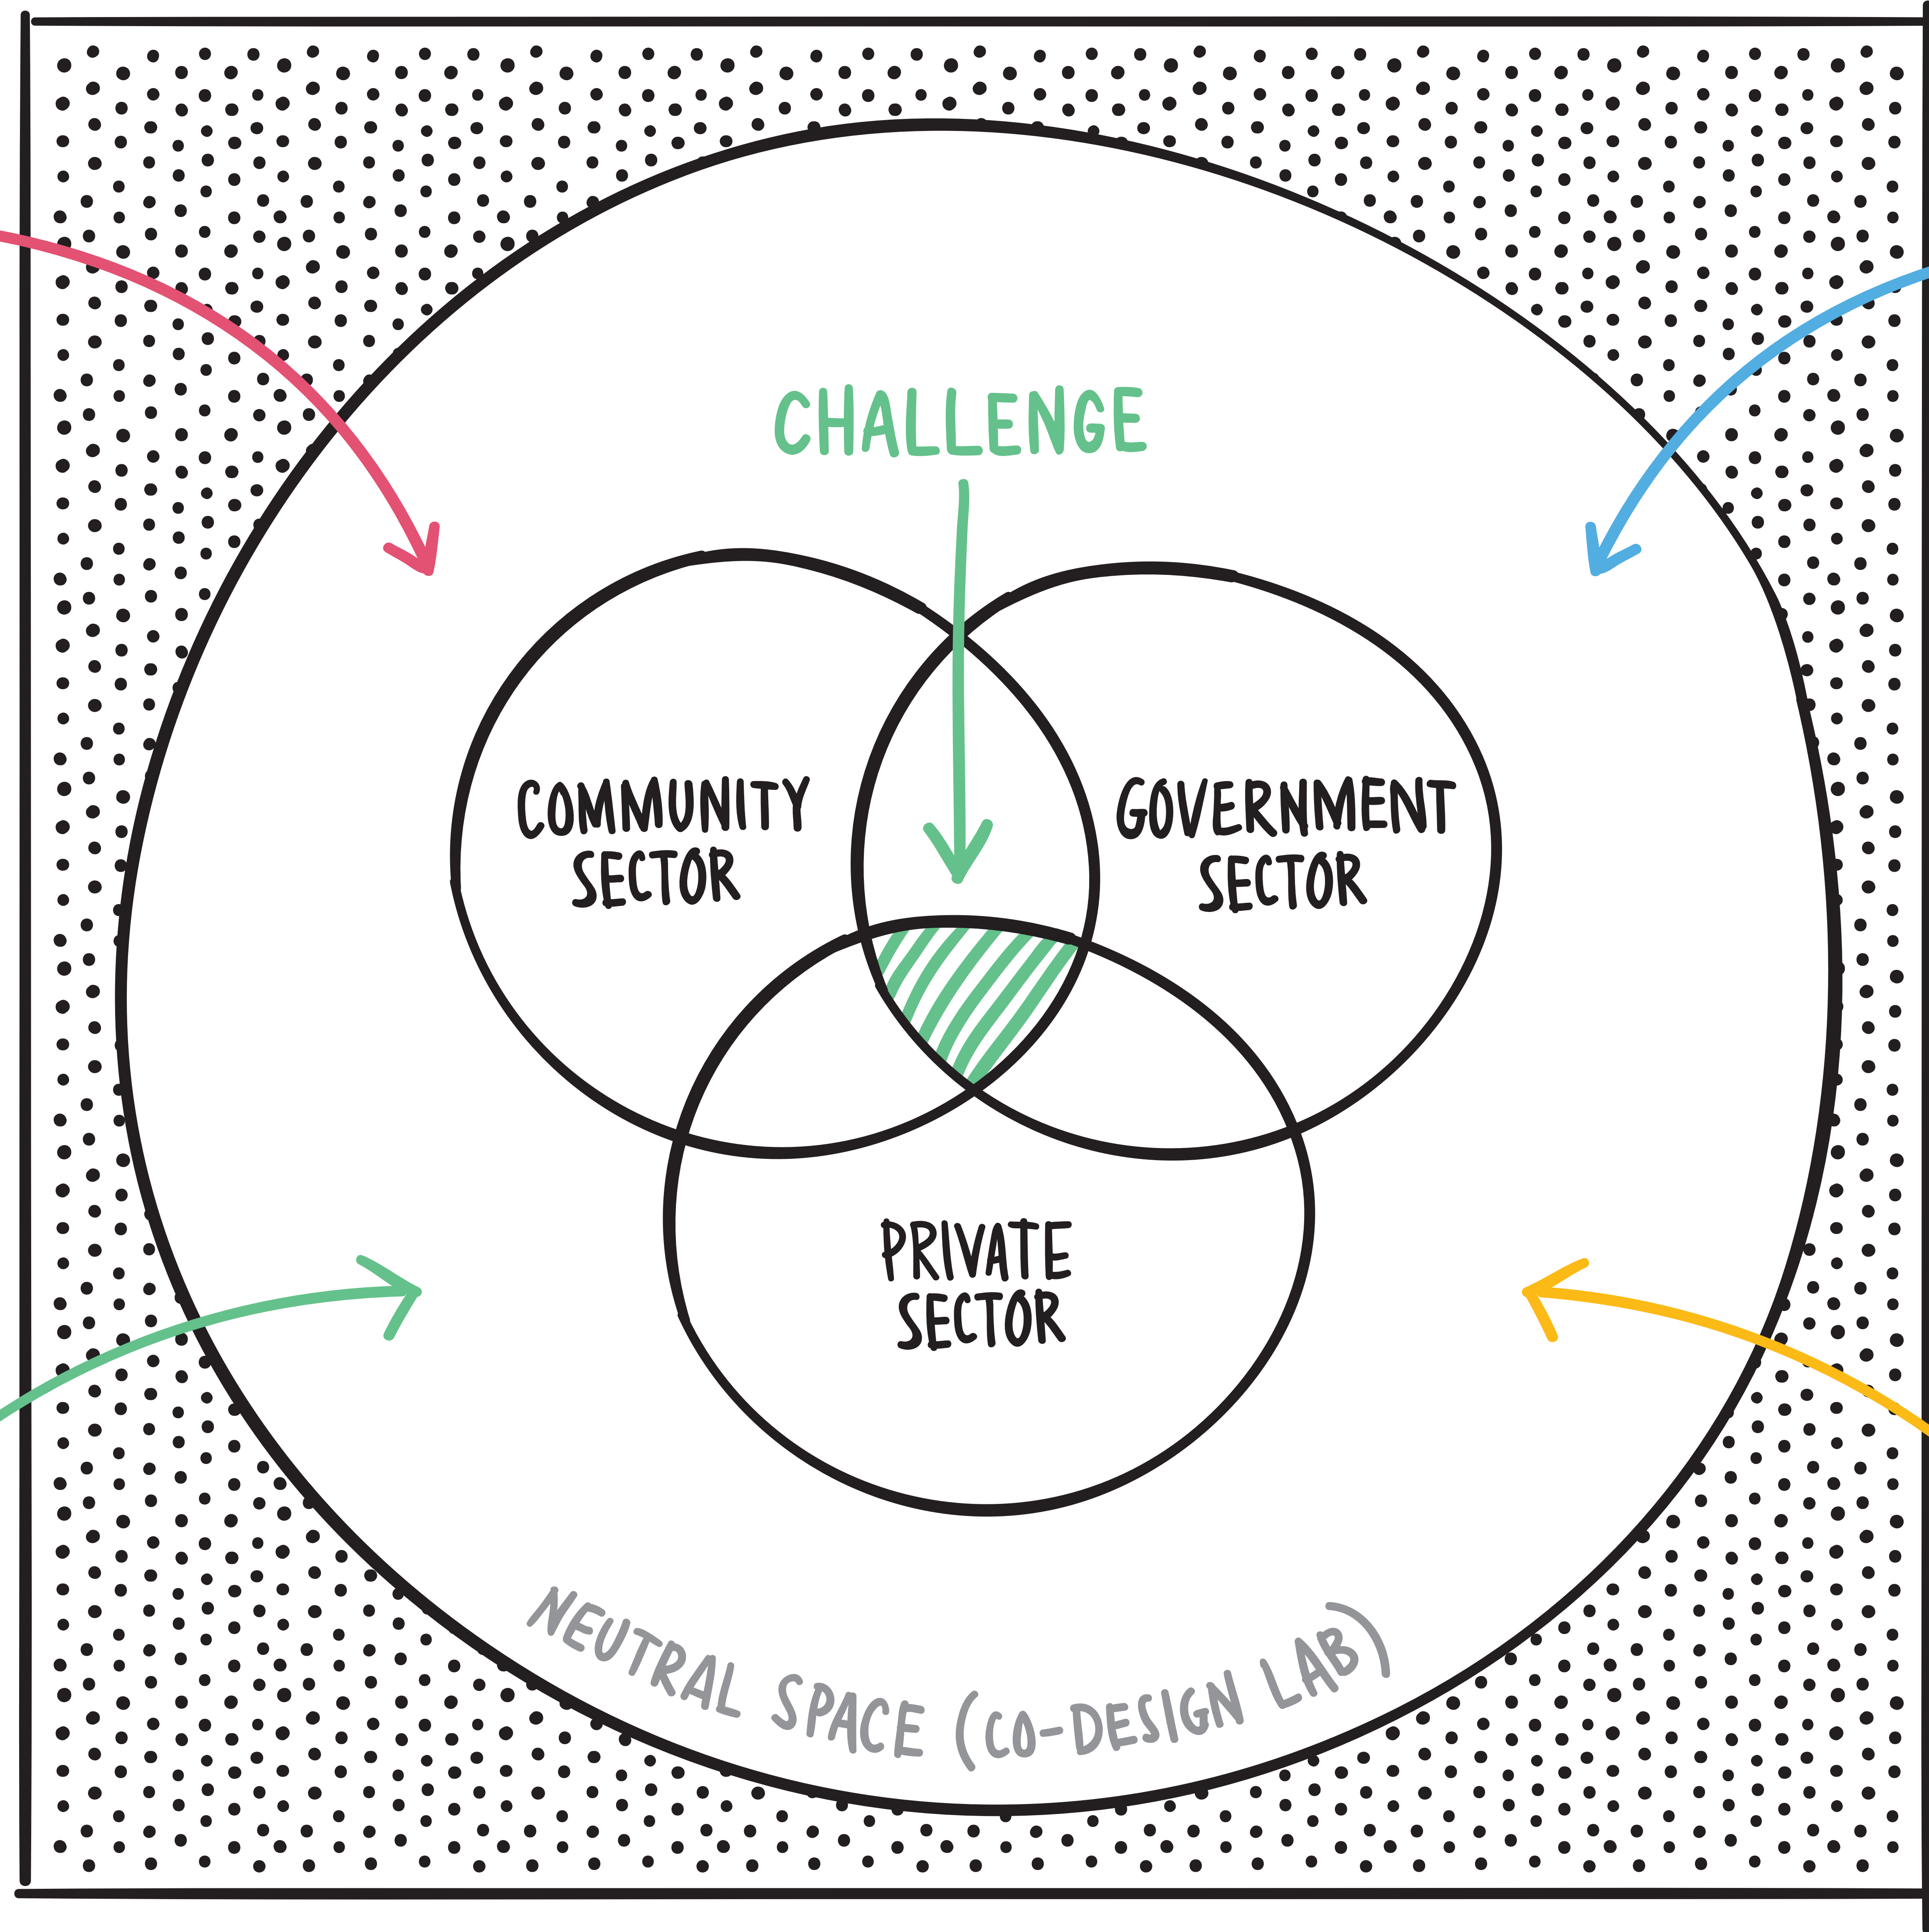 CHALLENGE
COMMUNITY
SECTOR
GOVERNMENT
SECTOR
PRIVATE
SECTOR
NEUTRAL SPACE (CO-DESIGN LAB)